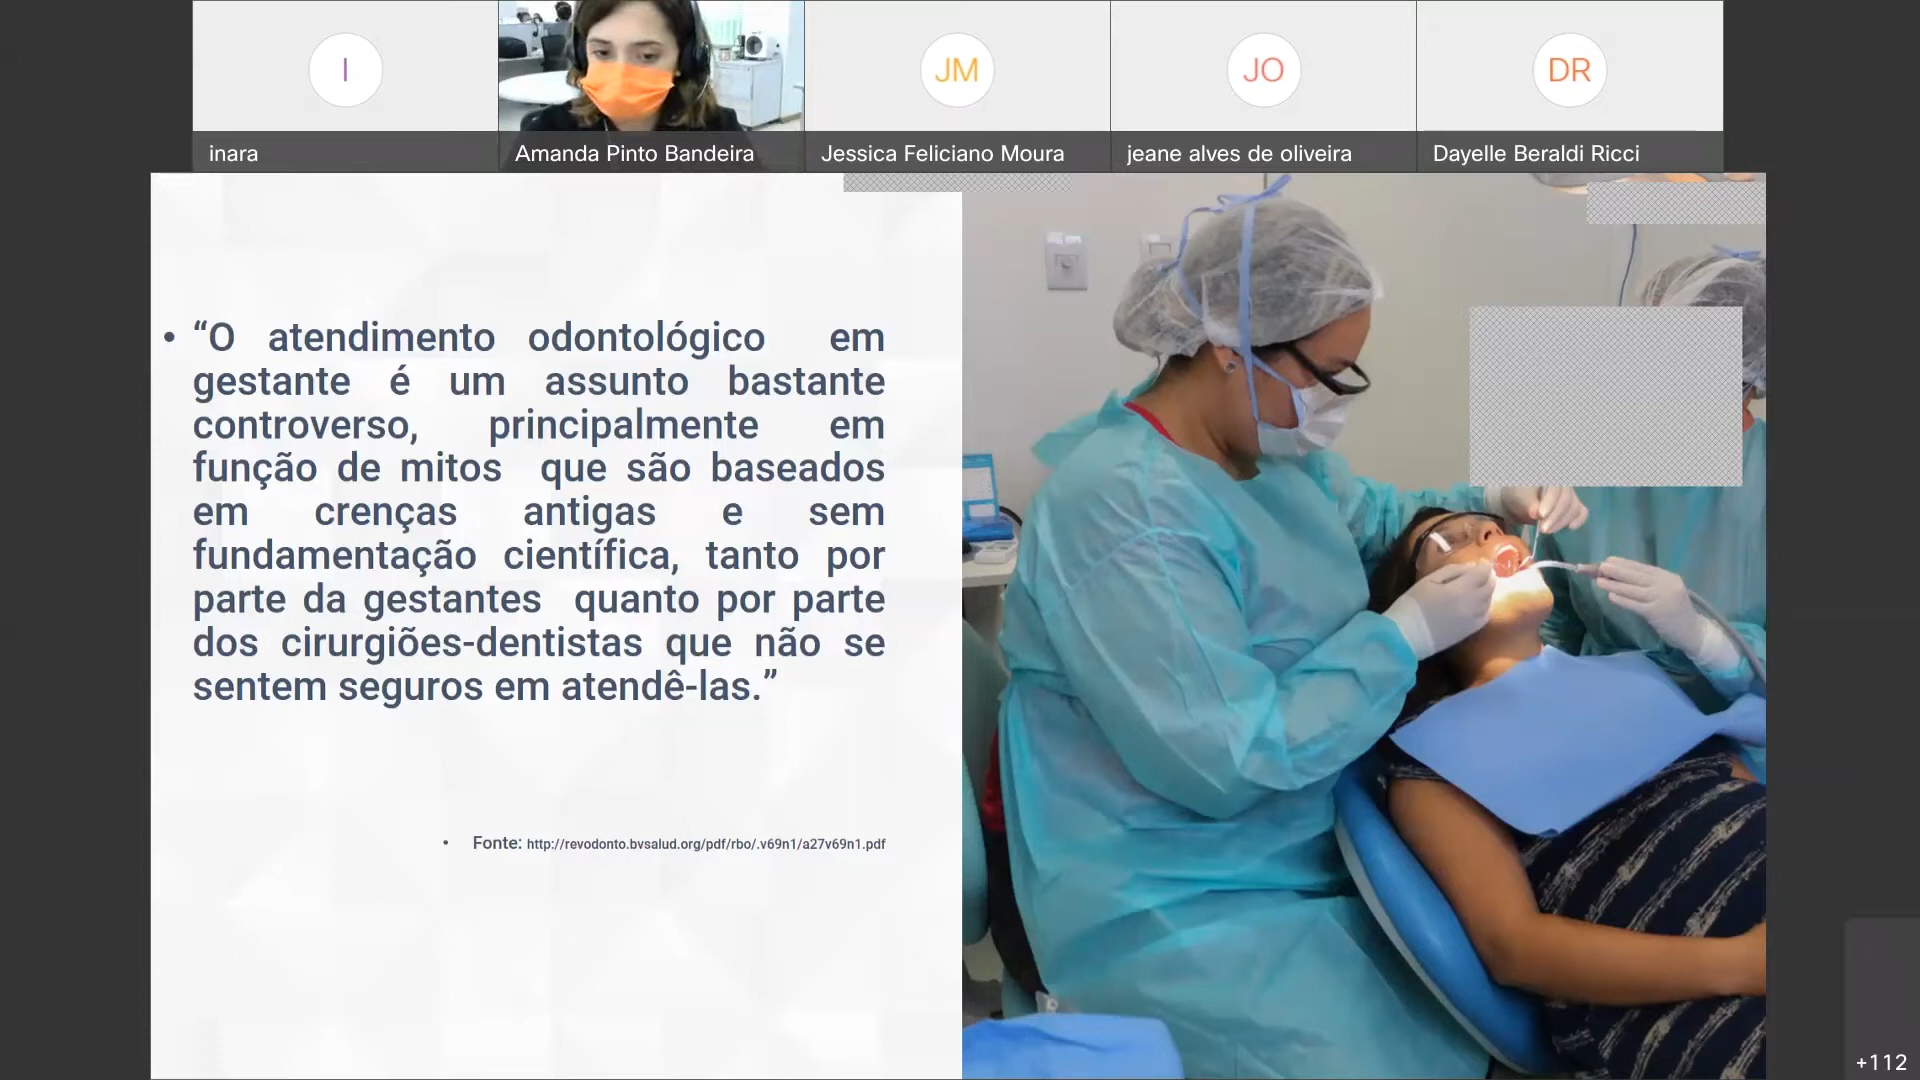 I
JM
JO
DR
inara
Amanda Pinto Bandeira
Jessica Feliciano Moura
jeane alves de oliveira
Dayelle Beraldi Ricci
• “O atendimento odontológico em
gestante é um assunto bastante
controverso, principalmente em
função de mitos que são baseados
em crenças antigas e sem
fundamentação científica, tanto por
parte da gestantes quanto por parte
dos cirurgiões-dentistas que não se
sentem seguros em atendê-las.”
• Fonte: http://revodonto.bvsalud.org/pdf/rbo/.v69n1/a27v69n1.pdf
+112